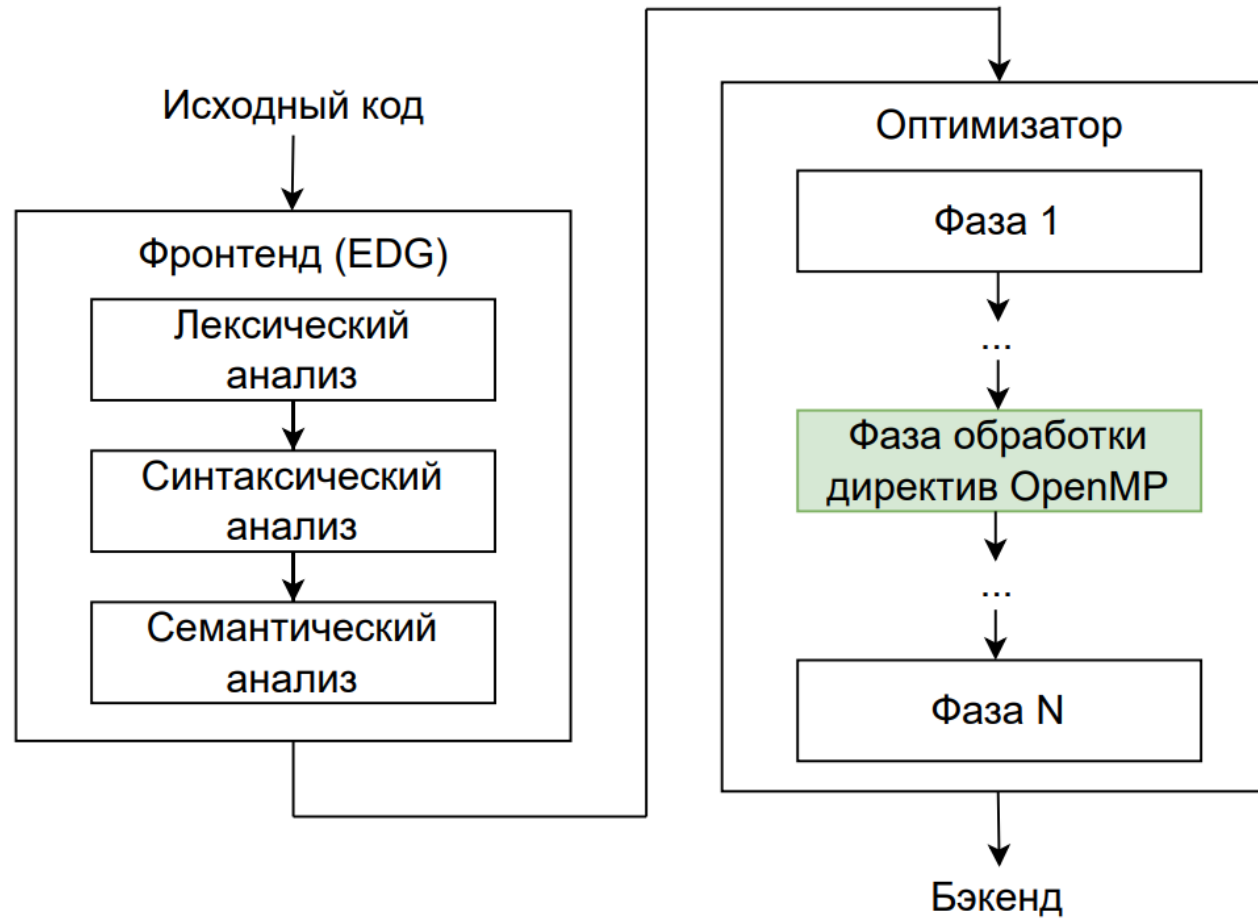 Исходный код
Фронтенд (EDG)
Лексический
анализ
Синтаксический
анализ
Семантический
анализ
Оптимизатор
Фаза 1
...
Фаза обработки
директив OpenMP
...
Фаза N
Бэкенд